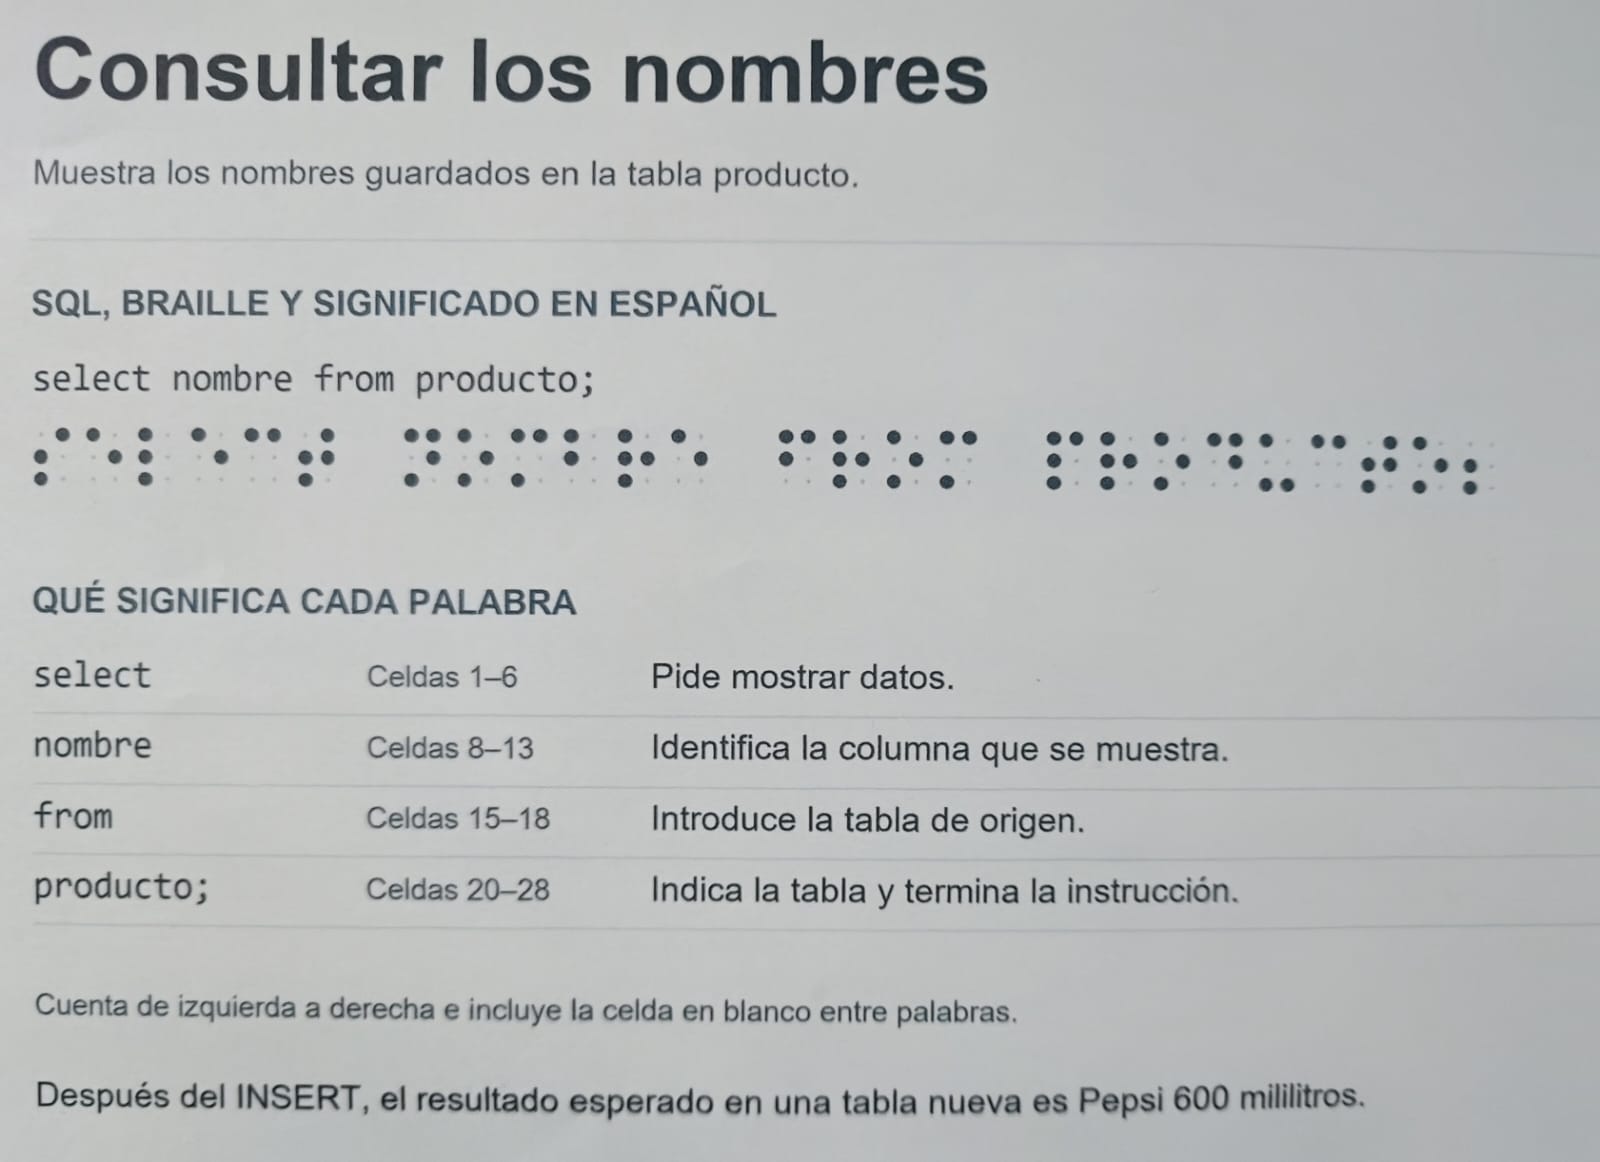 Consultar los nombres
Muestra los nombres guardados en la tabla producto.
SQL, BRAILLE Y SIGNIFICADO EN ESPAÑOL
select nombre from producto;
⠎⠑⠇⠑⠉⠞⠀⠝⠕⠍⠃⠗⠑⠀⠋⠗⠕⠍⠀⠏⠗⠕⠙⠥⠉⠞⠕⠆
QUÉ SIGNIFICA CADA PALABRA
select Celdas 1–6 Pide mostrar datos.
nombre Celdas 8–13 Identifica la columna que se muestra.
from Celdas 15–18 Introduce la tabla de origen.
producto; Celdas 20–28 Indica la tabla y termina la instrucción.
Cuenta de izquierda a derecha e incluye la celda en blanco entre palabras.
Después del INSERT, el resultado esperado en una tabla nueva es Pepsi 600 mililitros.